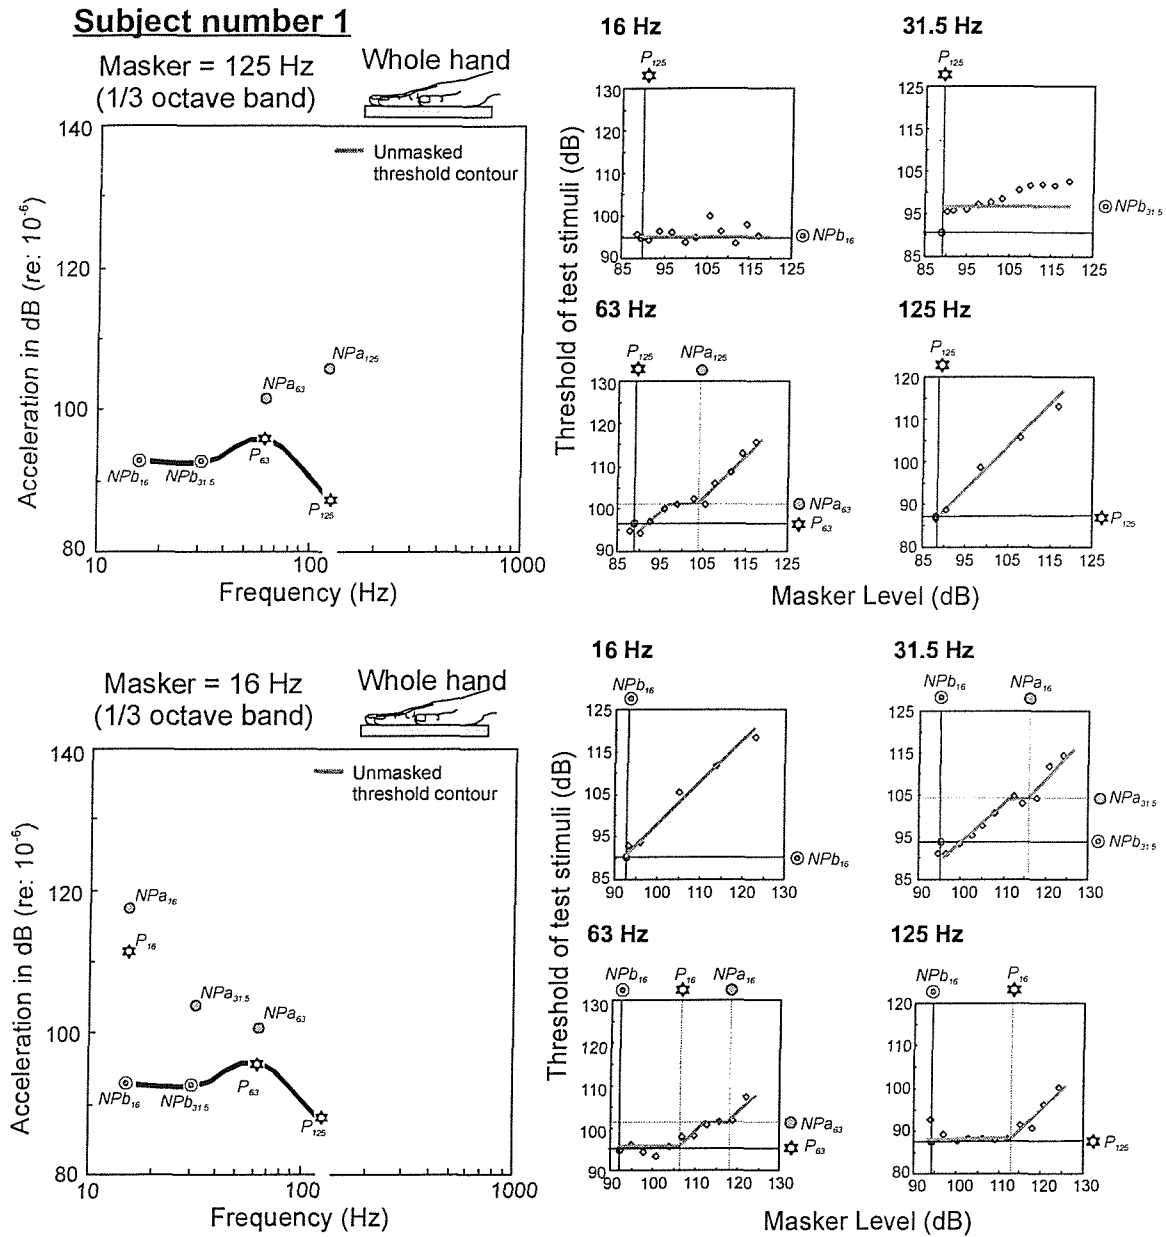 Subject number 1
Masker = 125 Hz
(1/3 octave band)
Whole hand
Unmasked
threshold contour
Acceleration in dB (re: 10-6)
140
120
100
80
NPa125
NPa63
NPb16
NPb31.5
P63
P125
10
100
1000
Frequency (Hz)
Threshold of test stimuli (dB)
16 Hz
P125
130
120
110
100
90
NPb16
85
95
105
115
125
31.5 Hz
P125
125
115
105
95
85
NPb31.5
85
95
105
115
125
63 Hz
P125
NPa125
130
120
110
100
90
NPa63
P63
85
95
105
115
125
125 Hz
P125
120
110
100
90
80
P125
85
95
105
115
125
Masker Level (dB)
Masker = 16 Hz
(1/3 octave band)
Whole hand
Unmasked
threshold contour
Acceleration in dB (re: 10-6)
140
120
100
80
NPa16
P16
NPa31.5
NPa63
NPb16
NPb31.5
P63
P125
10
100
1000
Frequency (Hz)
Threshold of test stimuli (dB)
16 Hz
NPb16
125
115
105
95
85
NPb16
90
100
110
120
130
31.5 Hz
NPb16
NPa16
125
115
105
95
85
NPa31.5
NPb31.5
90
100
110
120
130
63 Hz
NPb16
P16
NPa16
130
120
110
100
90
NPa63
P63
90
100
110
120
130
125 Hz
NPb16
P16
120
110
100
90
80
P125
90
100
110
120
130
Masker Level (dB)